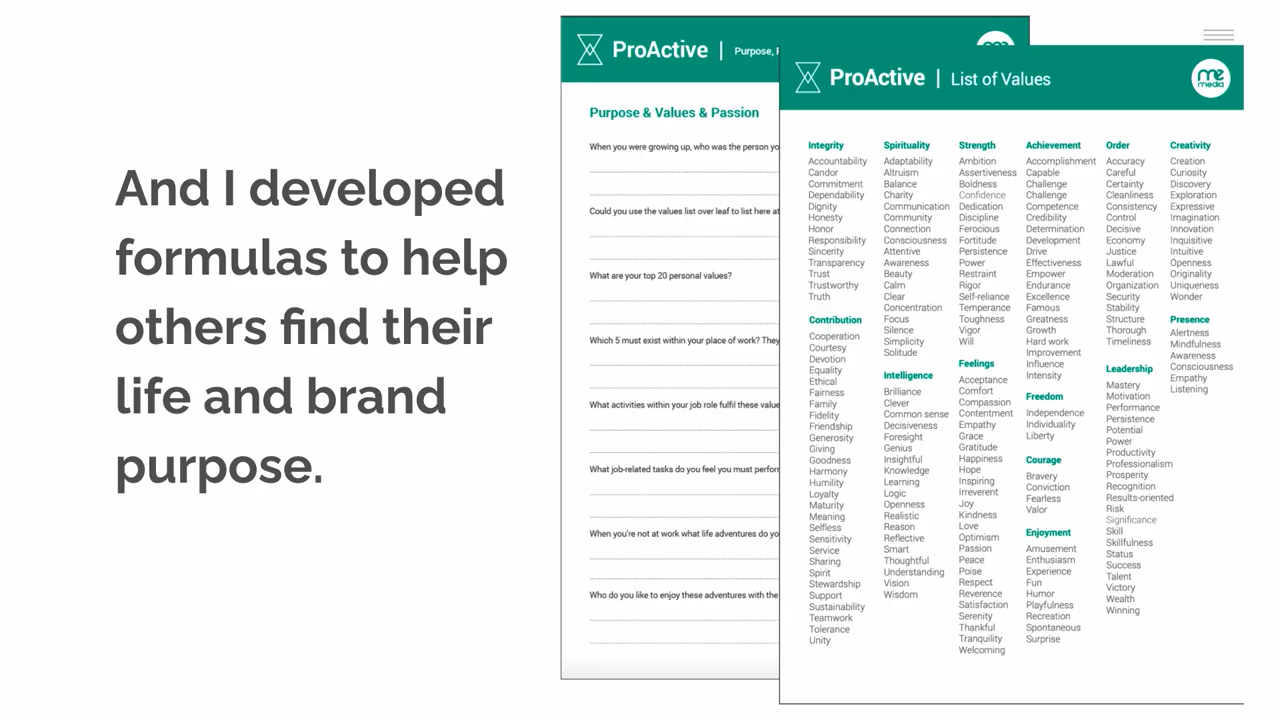 And I developed
formulas to help
others find their
life and brand
purpose.
ProActive | Purpose,
Purpose & Values & Passion
When you were growing up, who was the person
Could you use the values list over leaf to list here
What are your top 20 personal values?
Which 5 must exist within your place of work? They
What activities within your job role fulfil these
What job-related tasks do you feel you must
When you're not at work what life adventures do
Who do you like to enjoy these adventures with the
ProActive | List of Values
me
media
Integrity
Accountability
Candor
Commitment
Dependability
Dignity
Honesty
Honor
Responsibility
Sincerity
Transparency
Trust
Trustworthy
Truth
Contribution
Cooperation
Courtesy
Devotion
Equality
Ethical
Fairness
Family
Fidelity
Friendship
Generosity
Giving
Goodness
Harmony
Humility
Loyalty
Maturity
Meaning
Selfless
Sensitivity
Service
Sharing
Spirit
Stewardship
Support
Sustainability
Teamwork
Tolerance
Unity
Spirituality
Adaptability
Altruism
Balance
Charity
Communication
Community
Connection
Consciousness
Attentive
Awareness
Beauty
Calm
Clear
Concentration
Focus
Silence
Simplicity
Solitude
Intelligence
Brilliance
Clever
Common sense
Decisiveness
Foresight
Genius
Insightful
Knowledge
Learning
Logic
Openness
Realistic
Reason
Reflective
Smart
Thoughtful
Understanding
Vision
Wisdom
Strength
Ambition
Assertiveness
Boldness
Confidence
Dedication
Discipline
Ferocious
Fortitude
Persistence
Power
Restraint
Rigor
Self-reliance
Temperance
Toughness
Vigor
Will
Feelings
Acceptance
Comfort
Compassion
Contentment
Empathy
Grace
Gratitude
Happiness
Hope
Inspiring
Irreverent
Joy
Kindness
Love
Optimism
Passion
Peace
Poise
Respect
Reverence
Satisfaction
Serenity
Thankful
Tranquility
Welcoming
Achievement
Accomplishment
Capable
Challenge
Challenge
Competence
Credibility
Determination
Development
Drive
Effectiveness
Empower
Endurance
Excellence
Famous
Greatness
Growth
Hard work
Improvement
Influence
Intensity
Freedom
Independence
Individuality
Liberty
Courage
Bravery
Conviction
Fearless
Valor
Enjoyment
Amusement
Enthusiasm
Experience
Fun
Humor
Playfulness
Recreation
Spontaneous
Surprise
Order
Accuracy
Careful
Certainty
Cleanliness
Consistency
Control
Decisive
Economy
Justice
Lawful
Moderation
Organization
Security
Stability
Structure
Thorough
Timeliness
Leadership
Mastery
Motivation
Performance
Persistence
Potential
Power
Productivity
Professionalism
Prosperity
Recognition
Results-oriented
Risk
Significance
Skill
Skillfulness
Status
Success
Talent
Victory
Wealth
Winning
Creativity
Creation
Curiosity
Discovery
Exploration
Expressive
Imagination
Innovation
Inquisitive
Intuitive
Openness
Originality
Uniqueness
Wonder
Presence
Alertness
Mindfulness
Awareness
Consciousness
Empathy
Listening